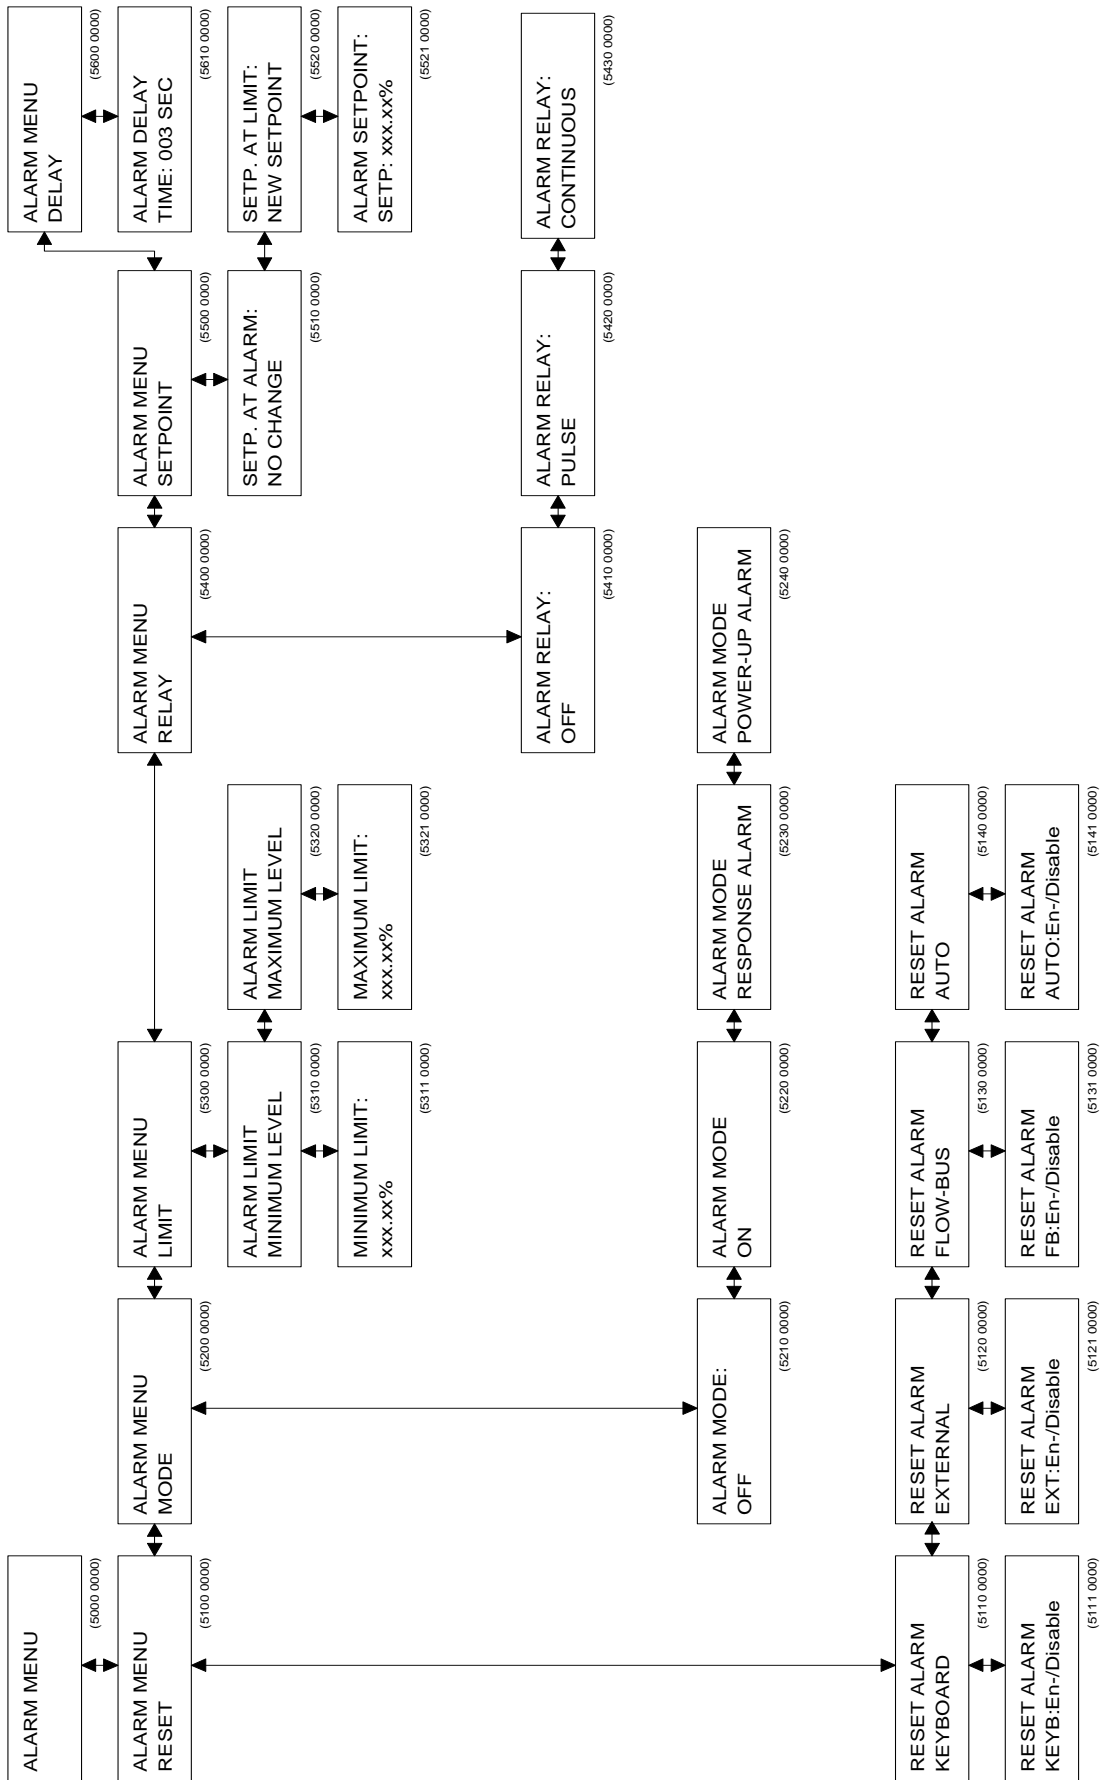 ALARM MENU
(5000 0000)
ALARM MENU
RESET
(5100 0000)
ALARM MENU
MODE
(5200 0000)
ALARM MENU
LIMIT
(5300 0000)
ALARM MENU
RELAY
(5400 0000)
ALARM MENU
SETPOINT
(5500 0000)
ALARM MENU
DELAY
(5600 0000)
ALARM DELAY
TIME: 003 SEC
(5610 0000)
ALARM LIMIT
MINIMUM LEVEL
(5310 0000)
ALARM LIMIT
MAXIMUM LEVEL
(5320 0000)
SETP. AT ALARM:
NO CHANGE
(5510 0000)
SETP. AT LIMIT:
NEW SETPOINT
(5520 0000)
MINIMUM LIMIT:
xxx.xx%
(5311 0000)
MAXIMUM LIMIT:
xxx.xx%
(5321 0000)
ALARM SETPOINT:
SETP: xxx.xx%
(5521 0000)
ALARM RELAY:
OFF
(5410 0000)
ALARM RELAY:
PULSE
(5420 0000)
ALARM RELAY:
CONTINUOUS
(5430 0000)
ALARM MODE:
OFF
(5210 0000)
ALARM MODE
ON
(5220 0000)
ALARM MODE
RESPONSE ALARM
(5230 0000)
ALARM MODE
POWER-UP ALARM
(5240 0000)
RESET ALARM
KEYBOARD
(5110 0000)
RESET ALARM
EXTERNAL
(5120 0000)
RESET ALARM
FLOW-BUS
(5130 0000)
RESET ALARM
AUTO
(5140 0000)
RESET ALARM
KEYB:En-/Disable
(5111 0000)
RESET ALARM
EXT:En-/Disable
(5121 0000)
RESET ALARM
FB:En-/Disable
(5131 0000)
RESET ALARM
AUTO:En-/Disable
(5141 0000)